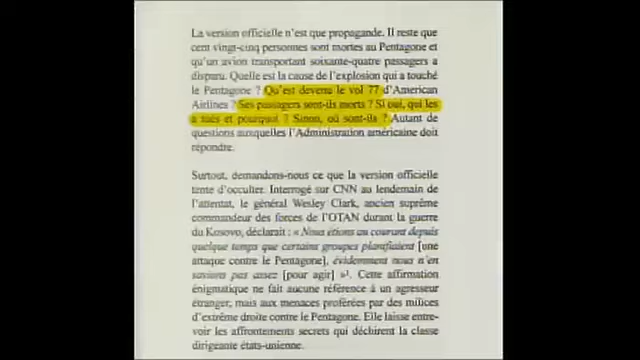 La version officielle n'est que propagande. Il reste que
cent vingt-cinq personnes sont mortes au Pentagone et
qu'un avion transportant soixante-quatre passagers a
disparu. Quelle est la cause de l'explosion qui a touché
le Pentagone ? Qu'est devenu le vol 77 d'American
Airlines ? Ses passagers sont-ils morts ? Si oui, qui les
a tués et pourquoi ? Sinon, où sont-ils ? Autant de
questions auxquelles l'Administration américaine doit
répondre.
Surtout, demandons-nous ce que la version officielle
tente d'occulter. Interrogé sur CNN au lendemain de
l'attentat, le général Wesley Clark, ancien suprême
commandeur des forces de l'OTAN durant la guerre
du Kosovo, déclarait : « Nous étions au courant depuis
quelque temps que certains groupes planifiaient [une
attaque contre le Pentagone], évidemment nous n'en
savions pas assez [pour agir] »¹. Cette affirmation
énigmatique ne fait aucune référence à un agresseur
étranger, mais aux menaces proférées par des milices
d'extrême droite contre le Pentagone. Elle laisse entre-
voir les affrontements secrets qui déchirent la classe
dirigeante états-unienne.